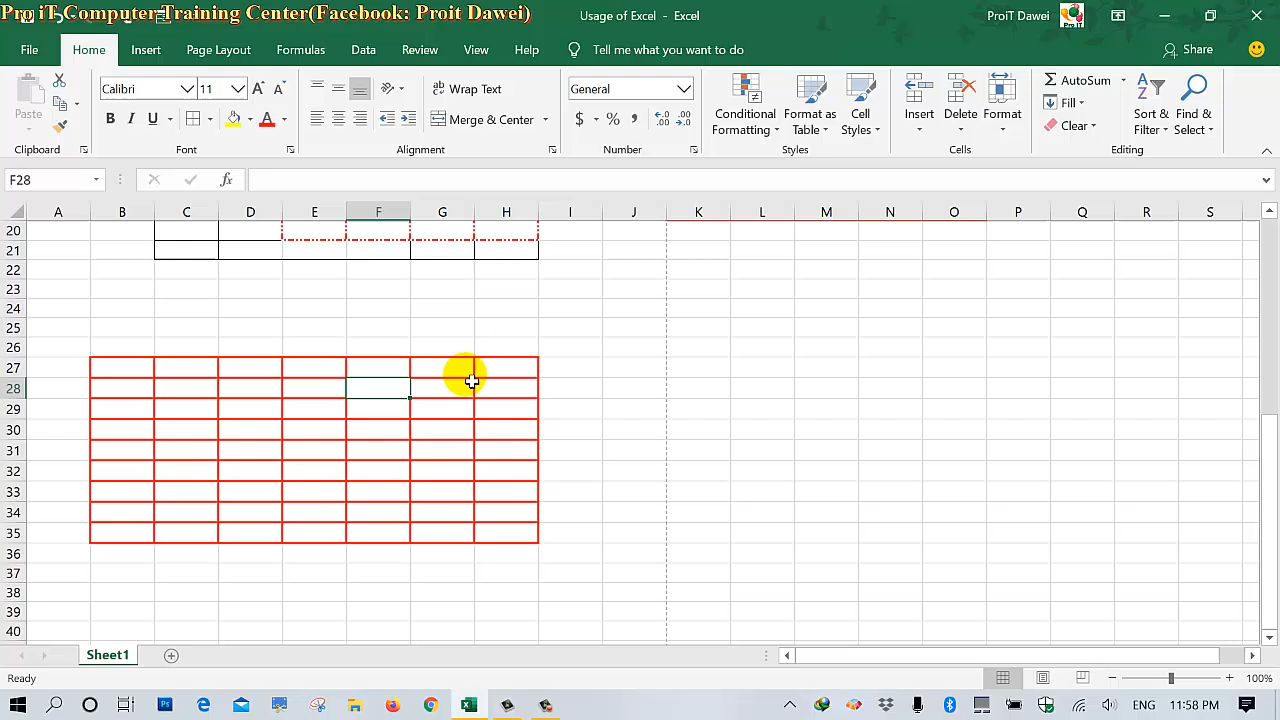 Pro iT Computer Training Center(Facebook: Proit Dawei)
Usage of Excel - Excel
ProiT Dawei
File Home Insert Page Layout Formulas Data Review View Help Tell me what you want to do Share
Paste
Clipboard
Calibri 11
B I U
Font
Wrap Text
Merge & Center
Alignment
General
$ % ,
Number
Conditional Formatting
Format as Table
Cell Styles
Styles
Insert
Delete
Format
Cells
AutoSum
Fill
Clear
Sort & Filter
Find & Select
Editing
F28 fx
A B C D E F G H I J K L M N O P Q R S
20
21
22
23
24
25
26
27
28
29
30
31
32
33
34
35
36
37
38
39
40
Sheet1
Ready
100%
ENG 11:58 PM